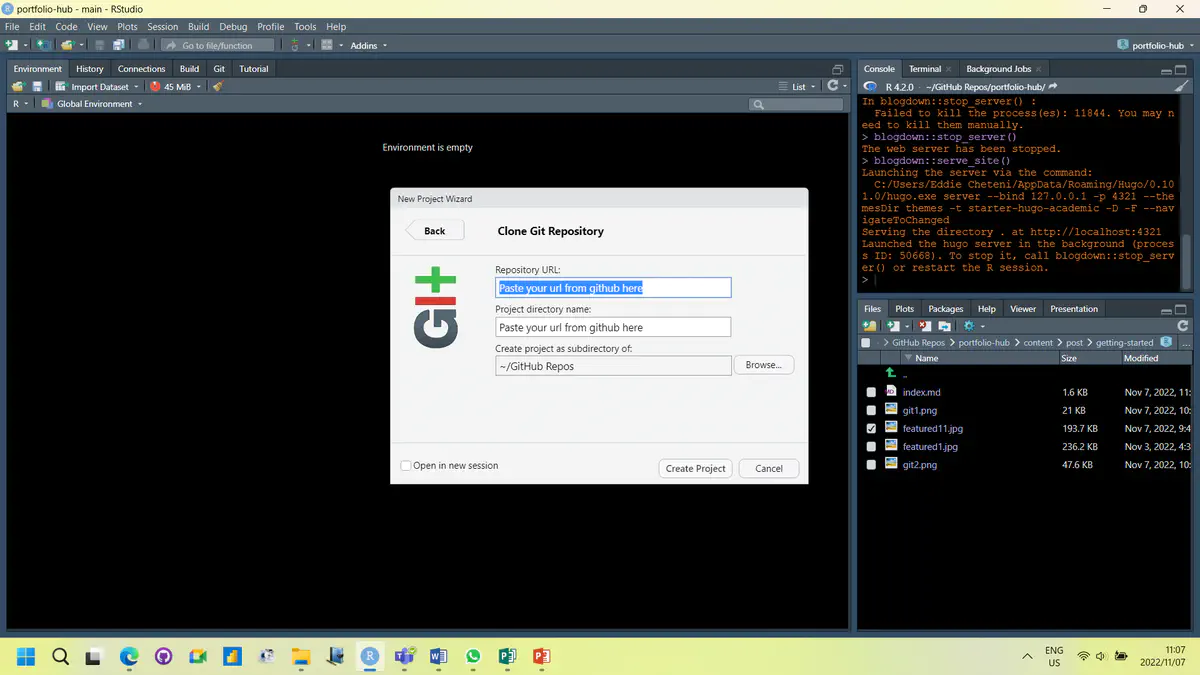 portfolio-hub - main - RStudio
File Edit Code View Plots Session Build Debug Profile Tools Help
Go to file/function Addins portfolio-hub
Environment History Connections Build Git Tutorial
Import Dataset 45 MiB List
R Global Environment
Environment is empty
New Project Wizard
Back Clone Git Repository
Git
Repository URL:
Paste your url from github here
Project directory name:
Paste your url from github here
Create project as subdirectory of:
~/GitHub Repos Browse...
Open in new session Create Project Cancel
Console Terminal Background Jobs
R 4.2.0 · ~/GitHub Repos/portfolio-hub/
In blogdown::stop_server() :
Failed to kill the process(es): 11844. You may n
eed to kill them manually.
> blogdown::stop_server()
The web server has been stopped.
> blogdown::serve_site()
Launching the server via the command:
C:/Users/Eddie Cheteni/AppData/Roaming/Hugo/0.10
1.0/hugo.exe server --bind 127.0.0.1 -p 4321 --the
mesDir themes -t starter-hugo-academic -D -F --nav
igateToChanged
Serving the directory . at http://localhost:4321
Launched the hugo server in the background (proces
s ID: 50668). To stop it, call blogdown::stop_serv
er() or restart the R session.
>
Files Plots Packages Help Viewer Presentation
> GitHub Repos > portfolio-hub > content > post > getting-started ...
Name Size Modified
..
index.md 1.6 KB Nov 7, 2022, 11:
git1.png 21 KB Nov 7, 2022, 10:
featured11.jpg 193.7 KB Nov 7, 2022, 9:4
featured1.jpg 236.2 KB Nov 3, 2022, 4:3
git2.png 47.6 KB Nov 7, 2022, 10:
ENG
US
11:07
2022/11/07